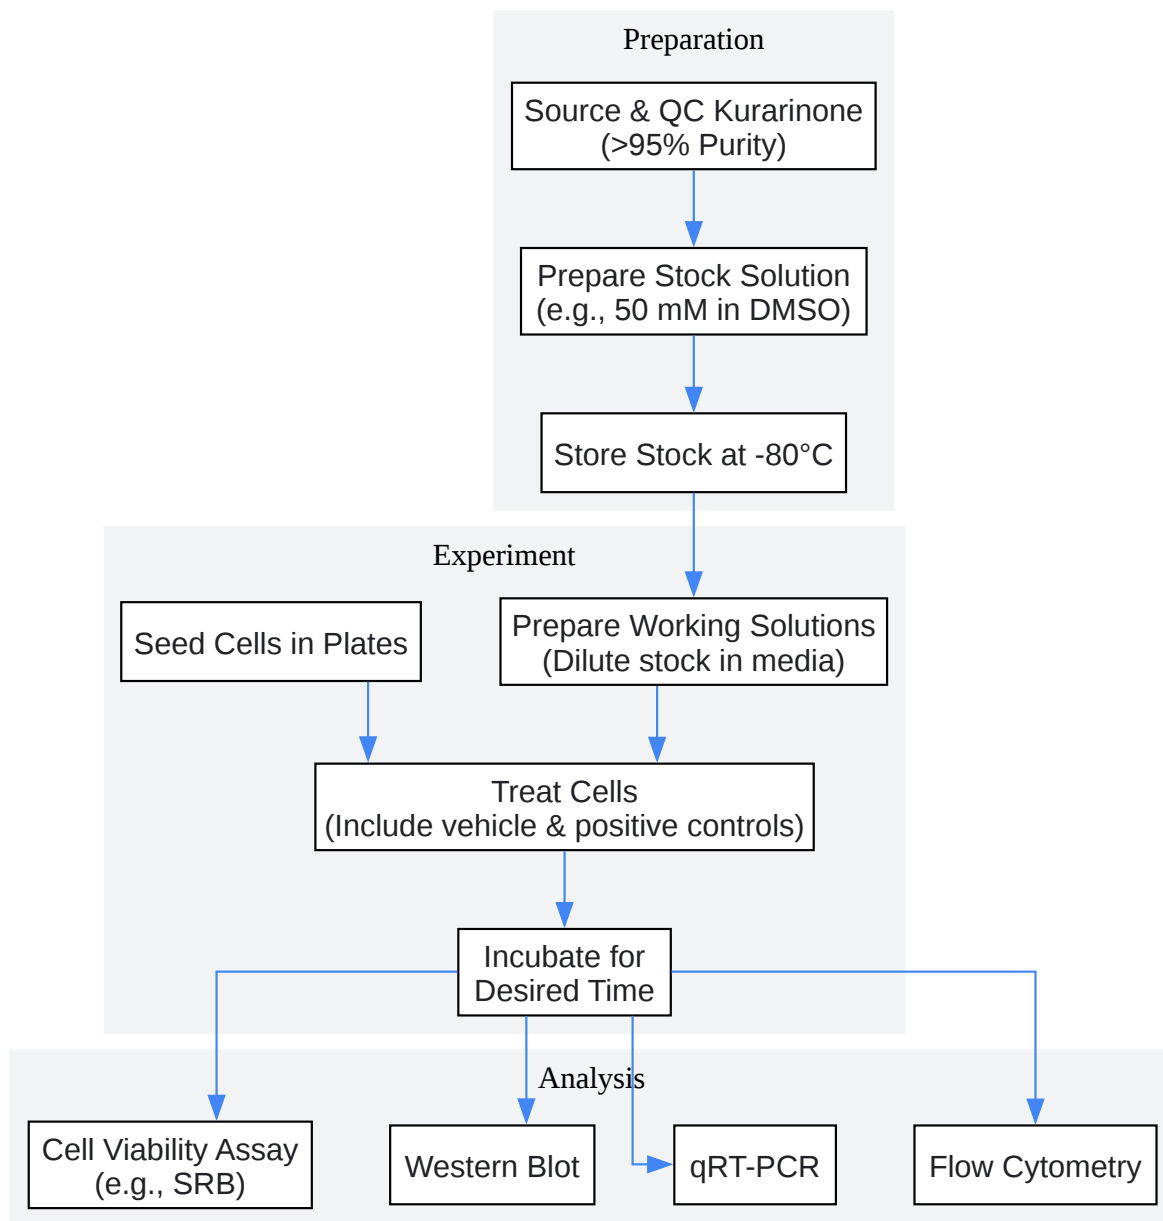 Preparation
Source & QC Kurarinone
(>95% Purity)
Prepare Stock Solution
(e.g., 50 mM in DMSO)
Store Stock at -80°C
Experiment
Seed Cells in Plates
Prepare Working Solutions
(Dilute stock in media)
Treat Cells
(Include vehicle & positive controls)
Incubate for
Desired Time
Analysis
Cell Viability Assay
(e.g., SRB)
Western Blot
qRT-PCR
Flow Cytometry